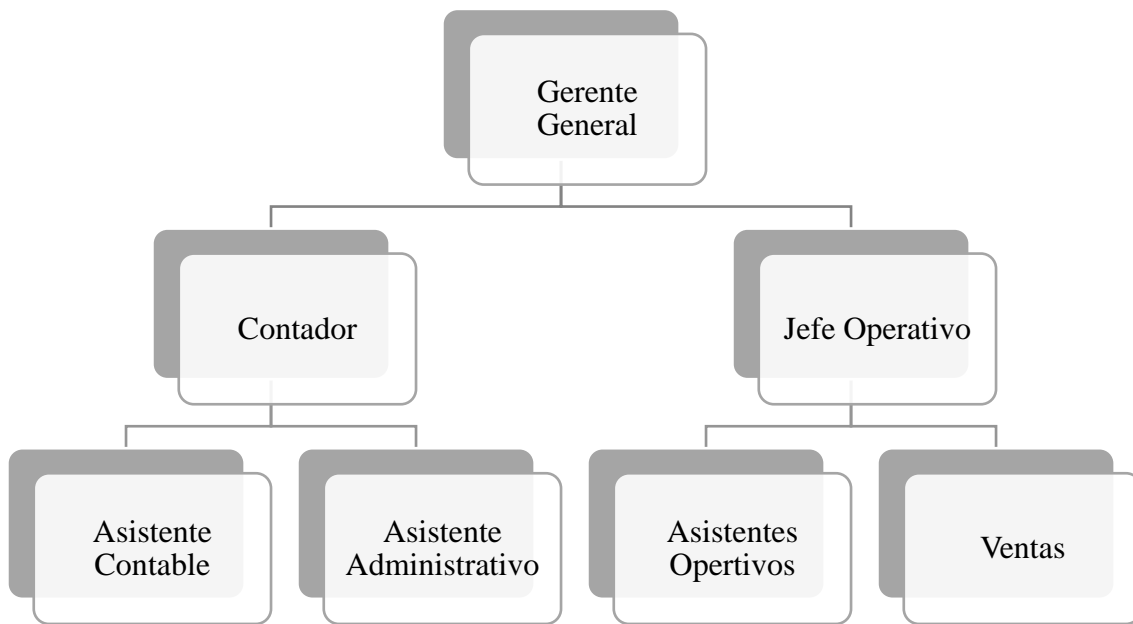 Gerente
General
Contador
Jefe Operativo
Asistente
Contable
Asistente
Administrativo
Asistentes
Opertivos
Ventas